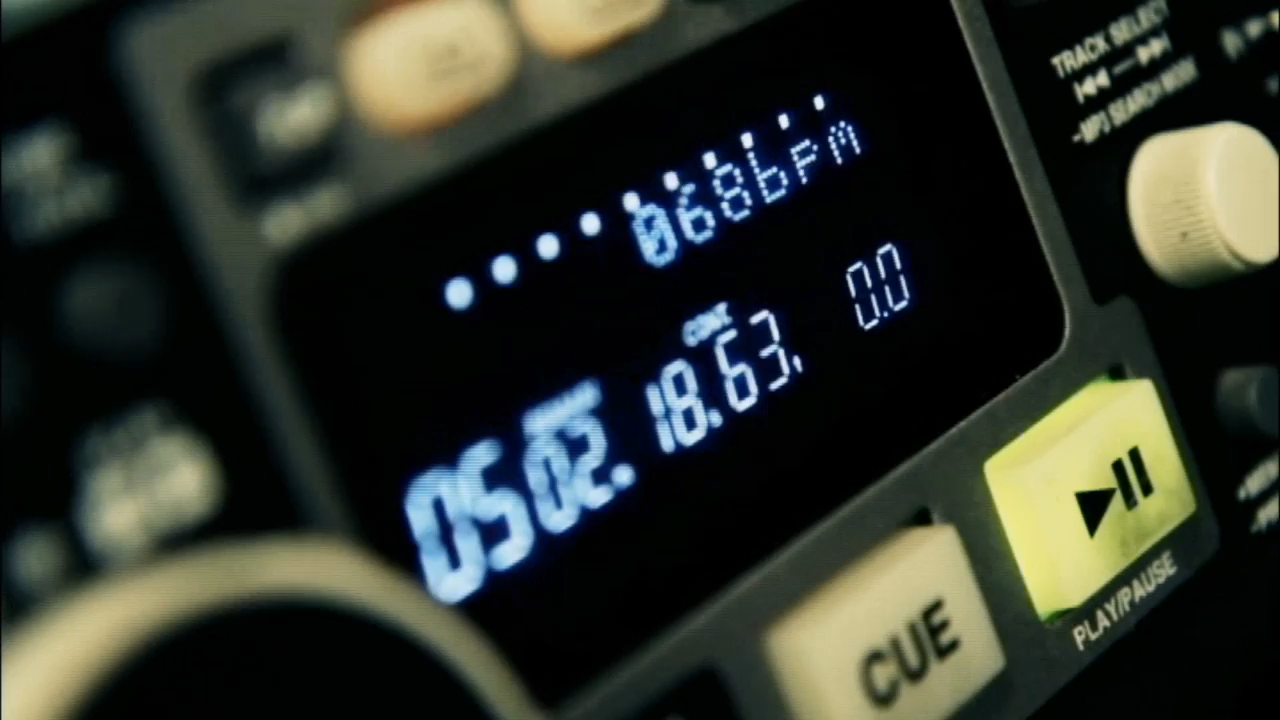 TRACK SELECT
-MP3 SEARCH MODE
068bpm
CONT
05 02. 18.63, 0.0
CUE
PLAY/PAUSE